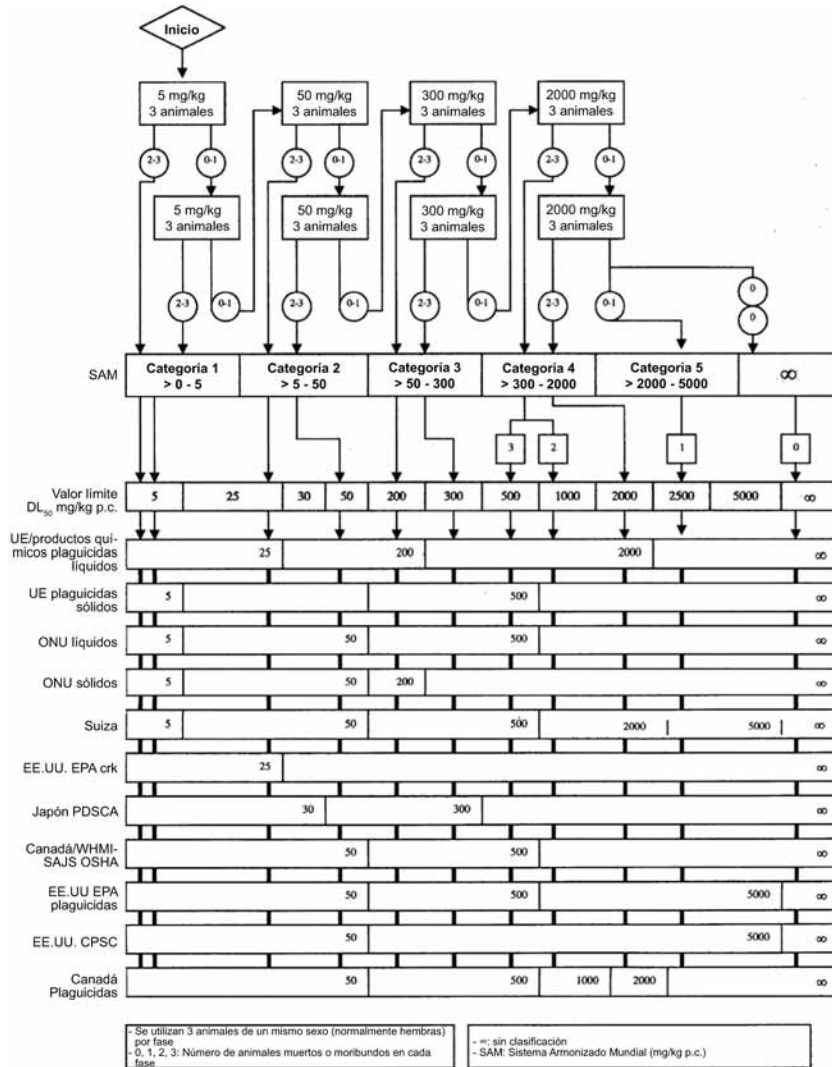 Inicio
5 mg/kg 50 mg/kg 300 mg/kg 2000 mg/kg
3 animales 3 animales 3 animales 3 animales
2-3 0-1 2-3 0-1 2-3 0-1 2-3 0-1
5 mg/kg 50 mg/kg 300 mg/kg 2000 mg/kg
3 animales 3 animales 3 animales 3 animales
2-3 0-1 2-3 0-1 2-3 0-1 2-3 0-1 0
0
SAM Categoría 1 Categoría 2 Categoría 3 Categoría 4 Categoría 5 ∞
> 0 - 5 > 5 - 50 > 50 - 300 > 300 - 2000 > 2000 - 5000
3 2 1 0
Valor límite
DL50 mg/kg p.c.
5 25 30 50 200 300 500 1000 2000 2500 5000 ∞
UE/productos quí-
micos plaguicidas
líquidos
25 200 2000 ∞
UE plaguicidas
sólidos
5 500 ∞
ONU líquidos 5 50 500 ∞
ONU sólidos 5 50 200 ∞
Suiza 5 50 500 2000 5000 ∞
EE.UU. EPA crk 25 ∞
Japón PDSCA 30 300 ∞
Canadá/WHMI-
SAJS OSHA
50 500 ∞
EE.UU EPA
plaguicidas
50 500 5000 ∞
EE.UU. CPSC 50 5000 ∞
Canadá
Plaguicidas
50 500 1000 2000 ∞
- Se utilizan 3 animales de un mismo sexo (normalmente hembras)
por fase
- 0, 1, 2, 3: Número de animales muertos o moribundos en cada
fase
- ∞: sin clasificación
- SAM: Sistema Armonizado Mundial (mg/kg p.c.)